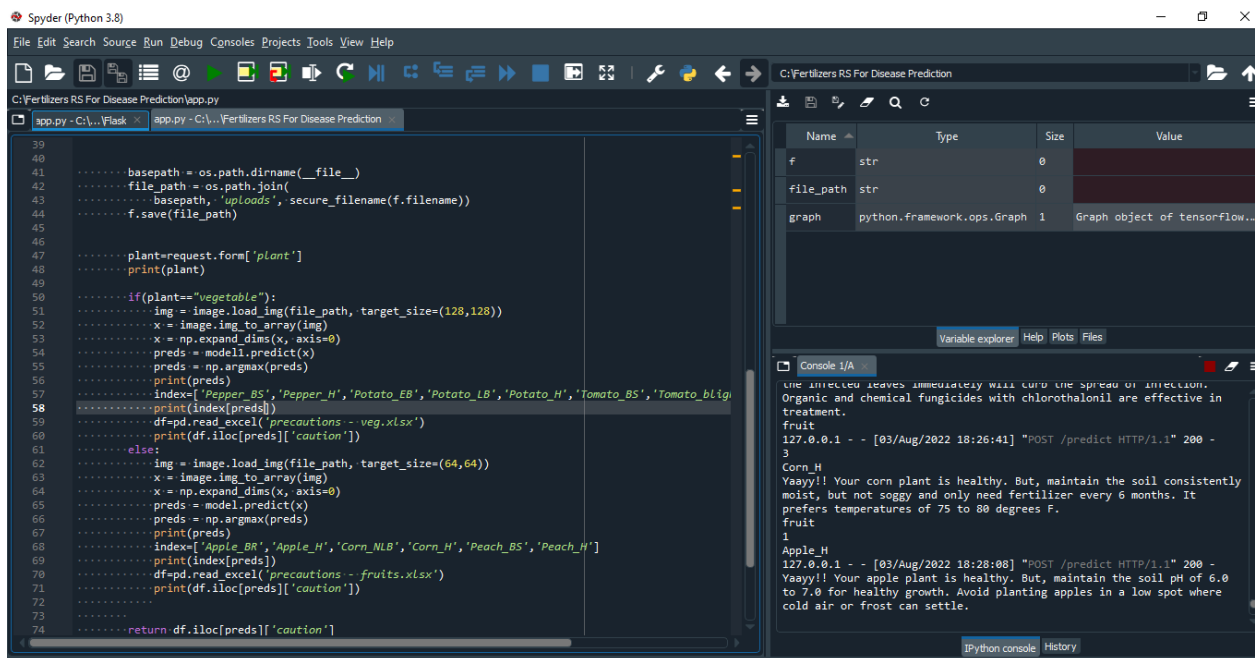 Spyder (Python 3.8)
File Edit Search Source Run Debug Consoles Projects Tools View Help
C:\Fertilizers RS For Disease Prediction\app.py
app.py - C:\...\Flask
app.py - C:\...\Fertilizers RS For Disease Prediction
39
40
41 basepath = os.path.dirname(__file__)
42 file_path = os.path.join(
43 basepath, 'uploads', secure_filename(f.filename))
44 f.save(file_path)
45
46
47 plant=request.form['plant']
48 print(plant)
49
50 if(plant=="vegetable"):
51 img = image.load_img(file_path, target_size=(128,128))
52 x = image.img_to_array(img)
53 x = np.expand_dims(x, axis=0)
54 preds = model1.predict(x)
55 preds = np.argmax(preds)
56 print(preds)
57 index=['Pepper_BS','Pepper_H','Potato_EB','Potato_LB','Potato_H','Tomato_BS','Tomato_blig
58 print(index[preds])
59 df=pd.read_excel('precautions - veg.xlsx')
60 print(df.iloc[preds]['caution'])
61 else:
62 img = image.load_img(file_path, target_size=(64,64))
63 x = image.img_to_array(img)
64 x = np.expand_dims(x, axis=0)
65 preds = model.predict(x)
66 preds = np.argmax(preds)
67 print(preds)
68 index=['Apple_BR','Apple_H','Corn_NLB','Corn_H','Peach_BS','Peach_H']
69 print(index[preds])
70 df=pd.read_excel('precautions - fruits.xlsx')
71 print(df.iloc[preds]['caution'])
72
73
74 return df.iloc[preds]['caution']
C:\Fertilizers RS For Disease Prediction
Name Type Size Value
f str 0
file_path str 0
graph python.framework.ops.Graph 1 Graph object of tensorflow...
Variable explorer Help Plots Files
Console 1/A
the infected leaves immediately will curb the spread of infection.
Organic and chemical fungicides with chlorothalonil are effective in
treatment.
fruit
127.0.0.1 - - [03/Aug/2022 18:26:41] "POST /predict HTTP/1.1" 200 -
3
Corn_H
Yaayy!! Your corn plant is healthy. But, maintain the soil consistently
moist, but not soggy and only need fertilizer every 6 months. It
prefers temperatures of 75 to 80 degrees F.
fruit
1
Apple_H
127.0.0.1 - - [03/Aug/2022 18:28:08] "POST /predict HTTP/1.1" 200 -
Yaayy!! Your apple plant is healthy. But, maintain the soil pH of 6.0
to 7.0 for healthy growth. Avoid planting apples in a low spot where
cold air or frost can settle.
IPython console History